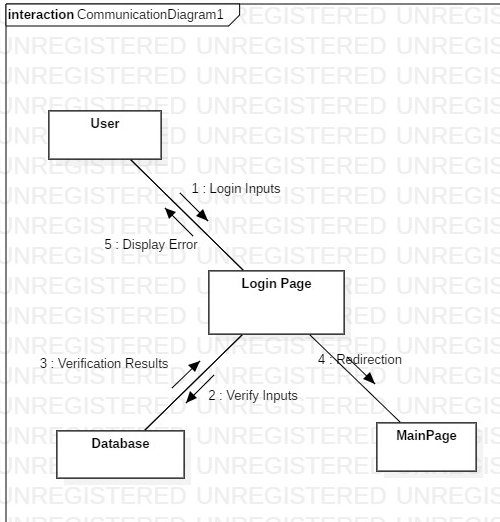 interaction CommunicationDiagram1
User
1 : Login Inputs
5 : Display Error
Login Page
3 : Verification Results
4 : Redirection
2 : Verify Inputs
Database
MainPage
UNREGISTERED UNREGISTERED UNREGISTERED